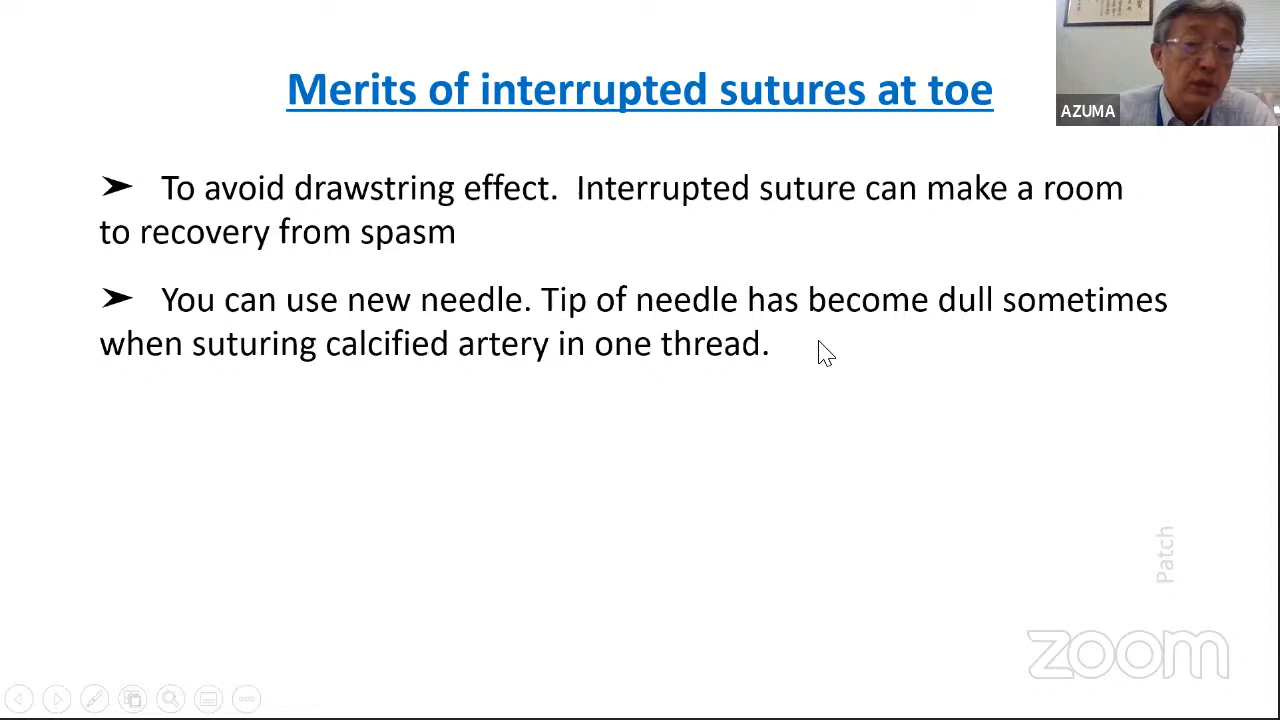 Merits of interrupted sutures at toe
AZUMA
➤ To avoid drawstring effect. Interrupted suture can make a room
to recovery from spasm
➤ You can use new needle. Tip of needle has become dull sometimes
when suturing calcified artery in one thread.
Patch
zoom